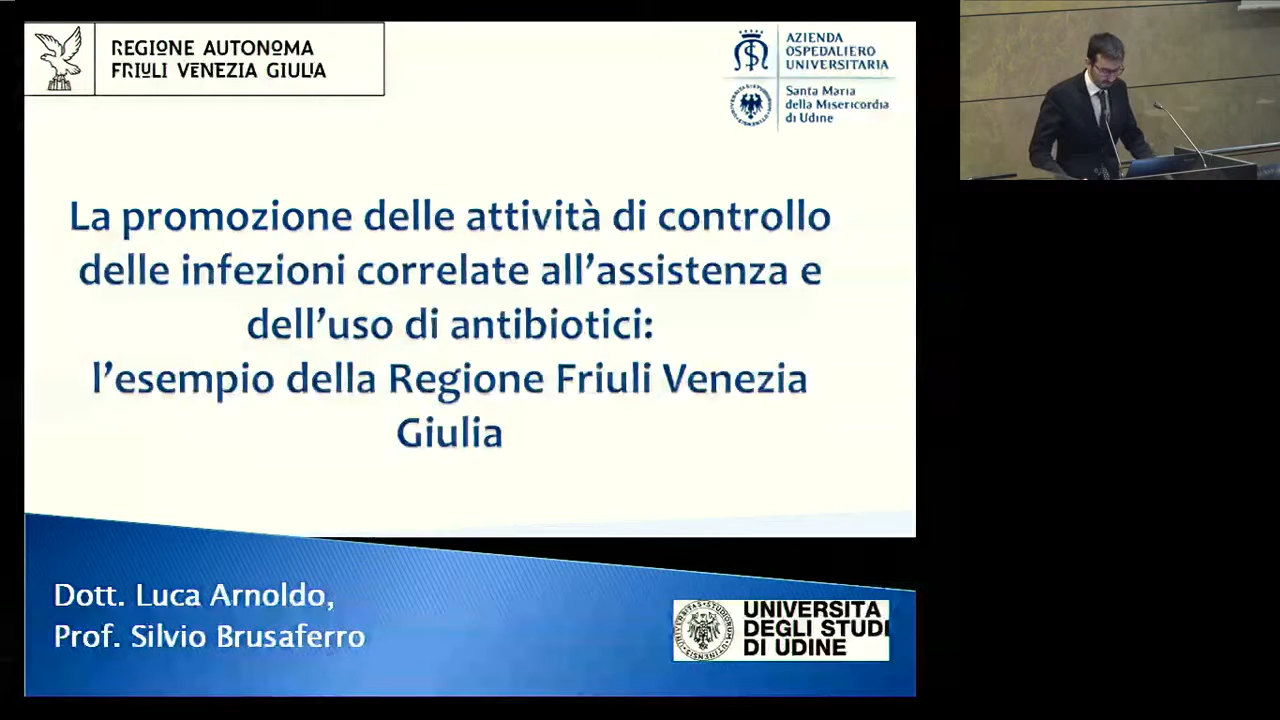 REGIONE AUTONOMA
FRIULI VENEZIA GIULIA
AZIENDA
OSPEDALIERO
UNIVERSITARIA
Santa Maria
della Misericordia
di Udine
La promozione delle attività di controllo
delle infezioni correlate all'assistenza e
dell'uso di antibiotici:
l'esempio della Regione Friuli Venezia
Giulia
Dott. Luca Arnoldo,
Prof. Silvio Brusaferro
UNIVERSITA
DEGLI STUDI
DI UDINE